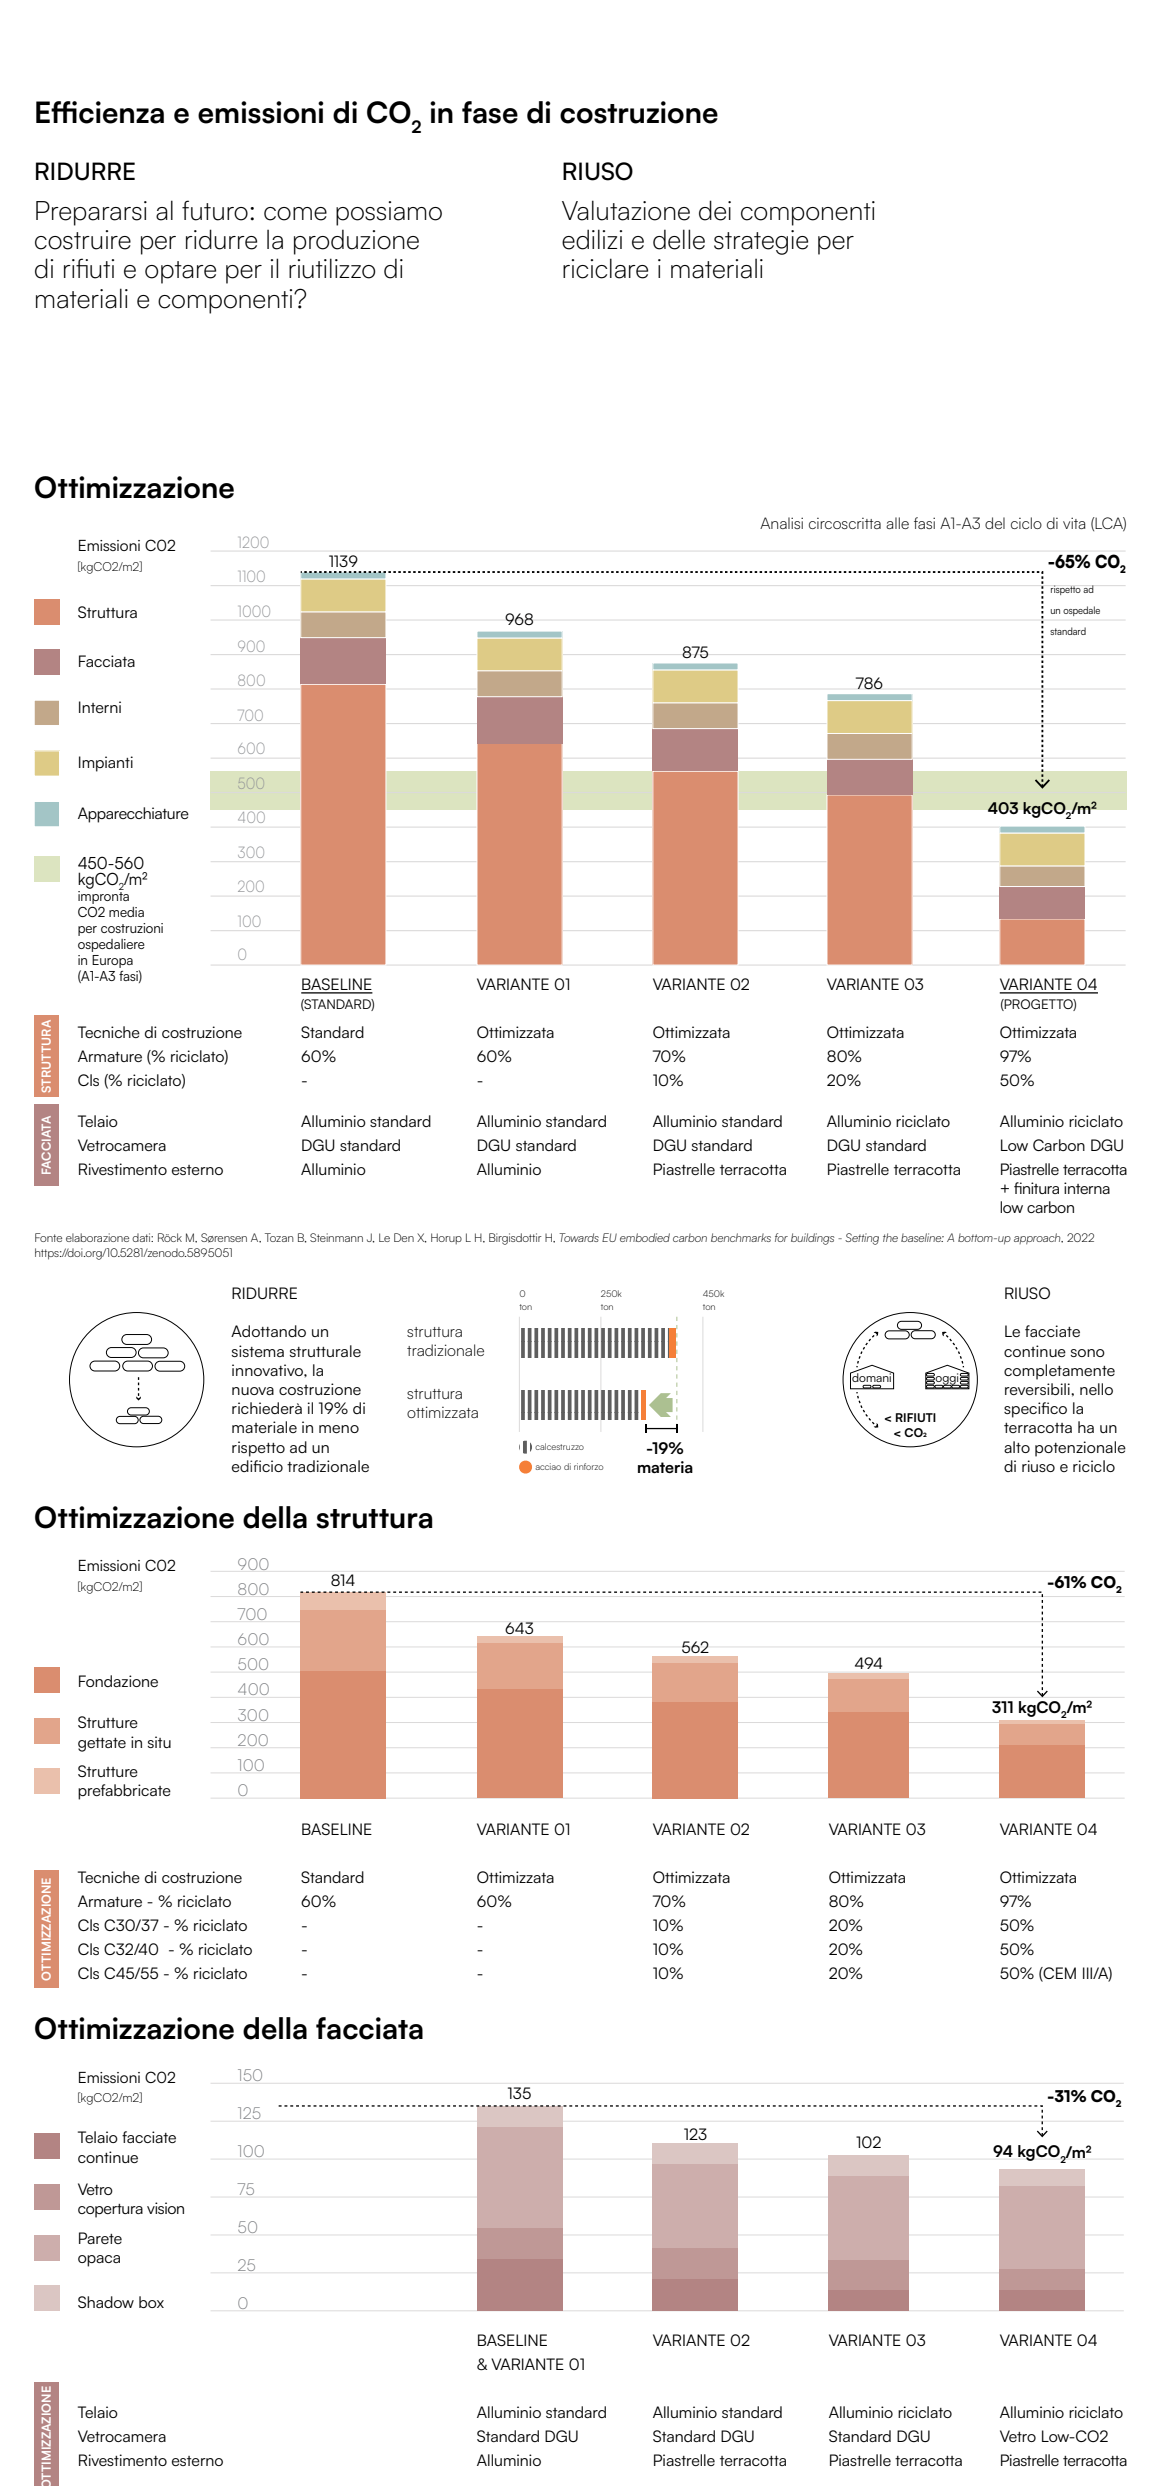 Efficienza e emissioni di CO2 in fase di costruzione
RIDURRE
Prepararsi al futuro: come possiamo
costruire per ridurre la produzione
di rifiuti e optare per il riutilizzo di
materiali e componenti?
RIUSO
Valutazione dei componenti
edilizi e delle strategie per
riciclare i materiali
Ottimizzazione
Analisi circoscritta alle fasi A1-A3 del ciclo di vita (LCA)
Emissioni C02
[kgCO2/m2]
Struttura
Facciata
Interni
Impianti
Apparecchiature
450-560
kgCO2/m²
impronta
CO2 media
per costruzioni
ospedaliere
in Europa
(A1-A3 fasi)
1200
1100
1000
900
800
700
600
500
400
300
200
100
0
1139
968
875
786
-65% CO2
rispetto ad
un ospedale
standard
403 kgCO2/m²
BASELINE VARIANTE 01 VARIANTE 02 VARIANTE 03 VARIANTE 04
(STANDARD) (PROGETTO)
STRUTTURA
Tecniche di costruzione Standard Ottimizzata Ottimizzata Ottimizzata Ottimizzata
Armature (% riciclato) 60% 60% 70% 80% 97%
Cls (% riciclato) - - 10% 20% 50%
FACCIATA
Telaio Alluminio standard Alluminio standard Alluminio standard Alluminio riciclato Alluminio riciclato
Vetrocamera DGU standard DGU standard DGU standard DGU standard Low Carbon DGU
Rivestimento esterno Alluminio Alluminio Piastrelle terracotta Piastrelle terracotta Piastrelle terracotta
+ finitura interna
low carbon
Fonte elaborazione dati: Röck M, Sørensen A, Tozan B, Steinmann J, Le Den X, Horup L H, Birgisdottir H, Towards EU embodied carbon benchmarks for buildings - Setting the baseline: A bottom-up approach, 2022
https://doi.org/10.5281/zenodo.5895051
RIDURRE
Adottando un
sistema strutturale
innovativo, la
nuova costruzione
richiederà il 19% di
materiale in meno
rispetto ad un
edificio tradizionale
0 250k 450k
ton ton ton
struttura
tradizionale
struttura
ottimizzata
calcestruzzo
acciao di rinforzo
-19%
materia
domani
oggi
< RIFIUTI
< CO2
RIUSO
Le facciate
continue sono
completamente
reversibili, nello
specifico la
terracotta ha un
alto potenzionale
di riuso e riciclo
Ottimizzazione della struttura
Emissioni C02
[kgCO2/m2]
Fondazione
Strutture
gettate in situ
Strutture
prefabbricate
900
800
700
600
500
400
300
200
100
0
814
643
562
494
-61% CO2
311 kgCO2/m²
BASELINE VARIANTE 01 VARIANTE 02 VARIANTE 03 VARIANTE 04
OTTIMIZZAZIONE
Tecniche di costruzione Standard Ottimizzata Ottimizzata Ottimizzata Ottimizzata
Armature - % riciclato 60% 60% 70% 80% 97%
Cls C30/37 - % riciclato - - 10% 20% 50%
Cls C32/40 - % riciclato - - 10% 20% 50%
Cls C45/55 - % riciclato - - 10% 20% 50% (CEM III/A)
Ottimizzazione della facciata
Emissioni C02
[kgCO2/m2]
Telaio facciate
continue
Vetro
copertura vision
Parete
opaca
Shadow box
150
125
100
75
50
25
0
135
123
102
-31% CO2
94 kgCO2/m²
BASELINE VARIANTE 02 VARIANTE 03 VARIANTE 04
& VARIANTE 01
OTTIMIZZAZIONE
Telaio Alluminio standard Alluminio standard Alluminio riciclato Alluminio riciclato
Vetrocamera Standard DGU Standard DGU Standard DGU Vetro Low-CO2
Rivestimento esterno Alluminio Piastrelle terracotta Piastrelle terracotta Piastrelle terracotta